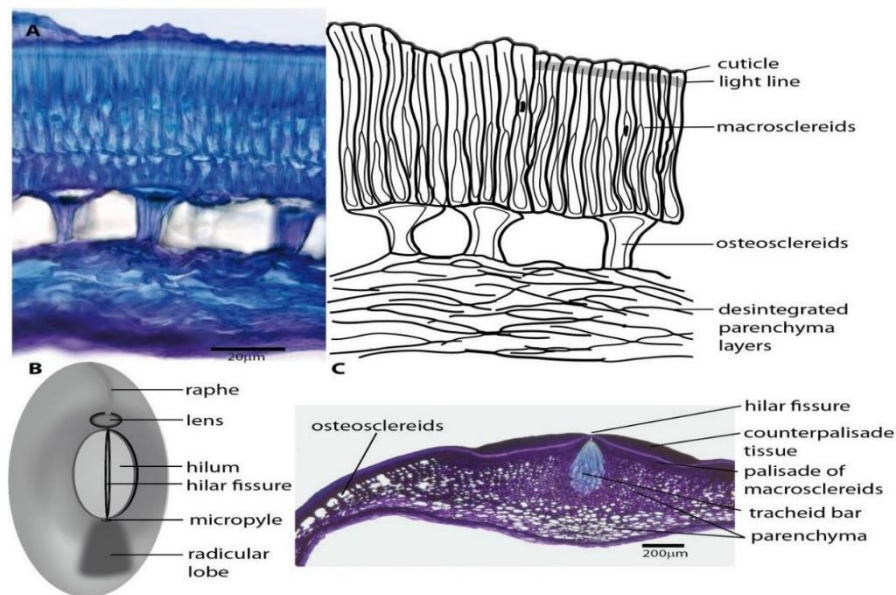 A
cuticle
light line
macrosclereids
osteosclereids
desintegrated
parenchyma
layers
20μm
B
raphe
lens
hilum
hilar fissure
micropyle
radicular
lobe
C
hilar fissure
osteosclereids
counterpalisade
tissue
palisade of
macrosclereids
tracheid bar
parenchyma
200μm